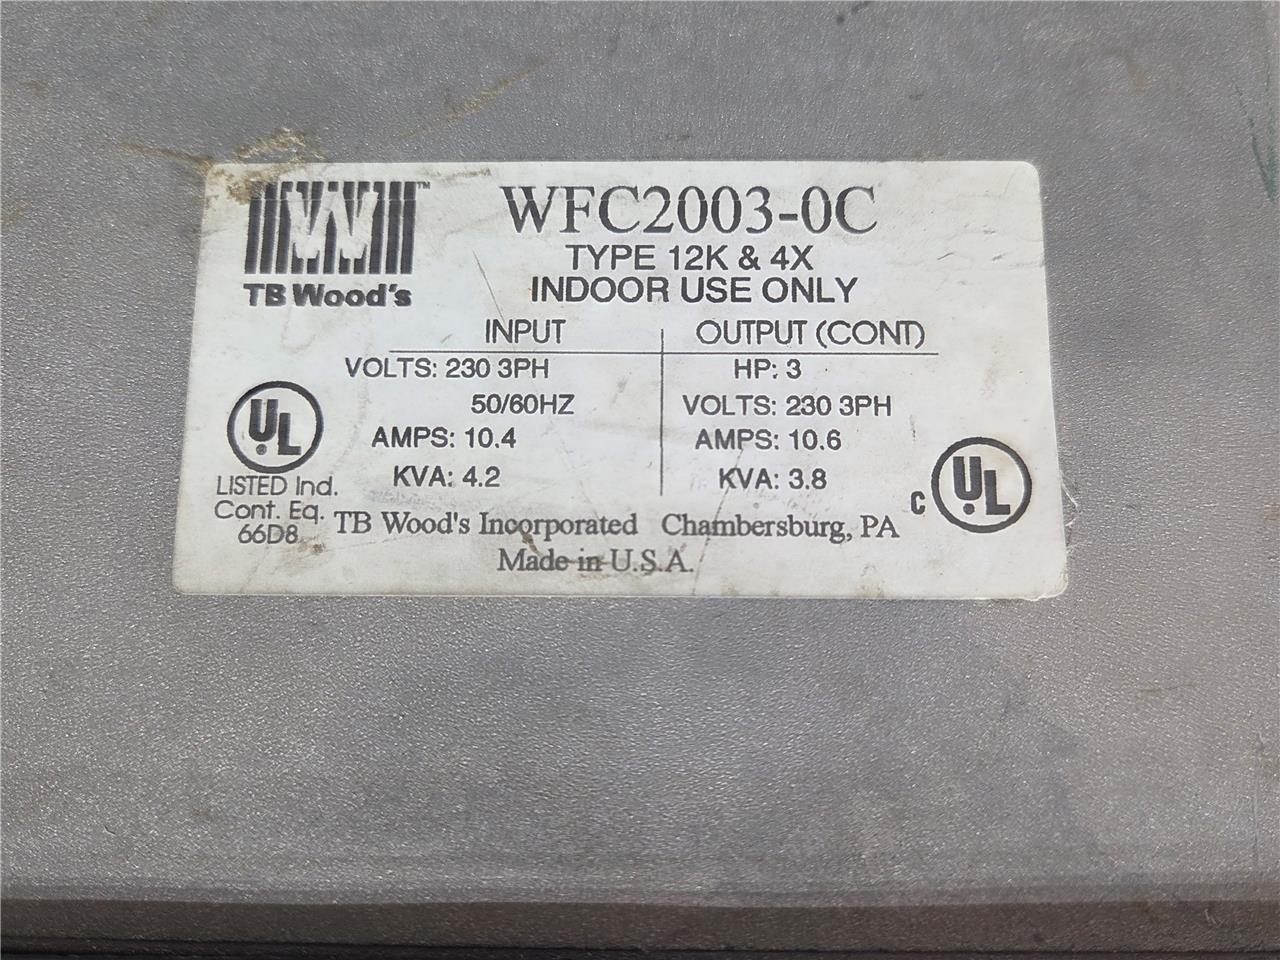 WFC2003-0C
TM
TB Wood's
TYPE 12K & 4X
INDOOR USE ONLY
INPUT OUTPUT (CONT)
VOLTS: 230 3PH HP: 3
50/60HZ VOLTS: 230 3PH
AMPS: 10.4 AMPS: 10.6
KVA: 4.2 KVA: 3.8
UL
LISTED Ind.
Cont. Eq.
66D8
C UL
TB Wood's Incorporated Chambersburg, PA
Made in U.S.A.